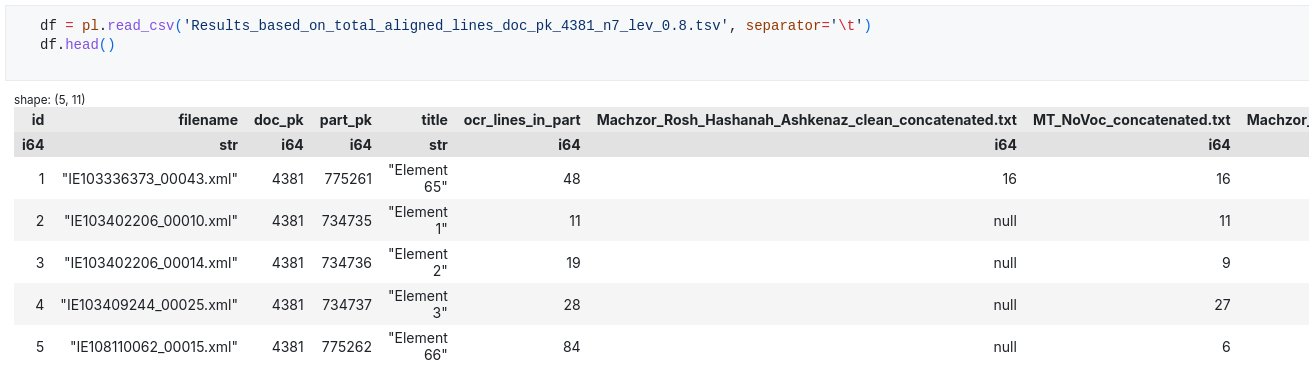 df = pl.read_csv('Results_based_on_total_aligned_lines_doc_pk_4381_n7_lev_0.8.tsv', separator='\t')
df.head()
shape: (5, 11)
id filename doc_pk part_pk title ocr_lines_in_part Machzor_Rosh_Hashanah_Ashkenaz_clean_concatenated.txt MT_NoVoc_concatenated.txt Machzor_
i64 str i64 i64 str i64 i64 i64
1 "IE103336373_00043.xml" 4381 775261 "Element 65" 48 16 16
2 "IE103402206_00010.xml" 4381 734735 "Element 1" 11 null 11
3 "IE103402206_00014.xml" 4381 734736 "Element 2" 19 null 9
4 "IE103409244_00025.xml" 4381 734737 "Element 3" 28 null 27
5 "IE108110062_00015.xml" 4381 775262 "Element 66" 84 null 6